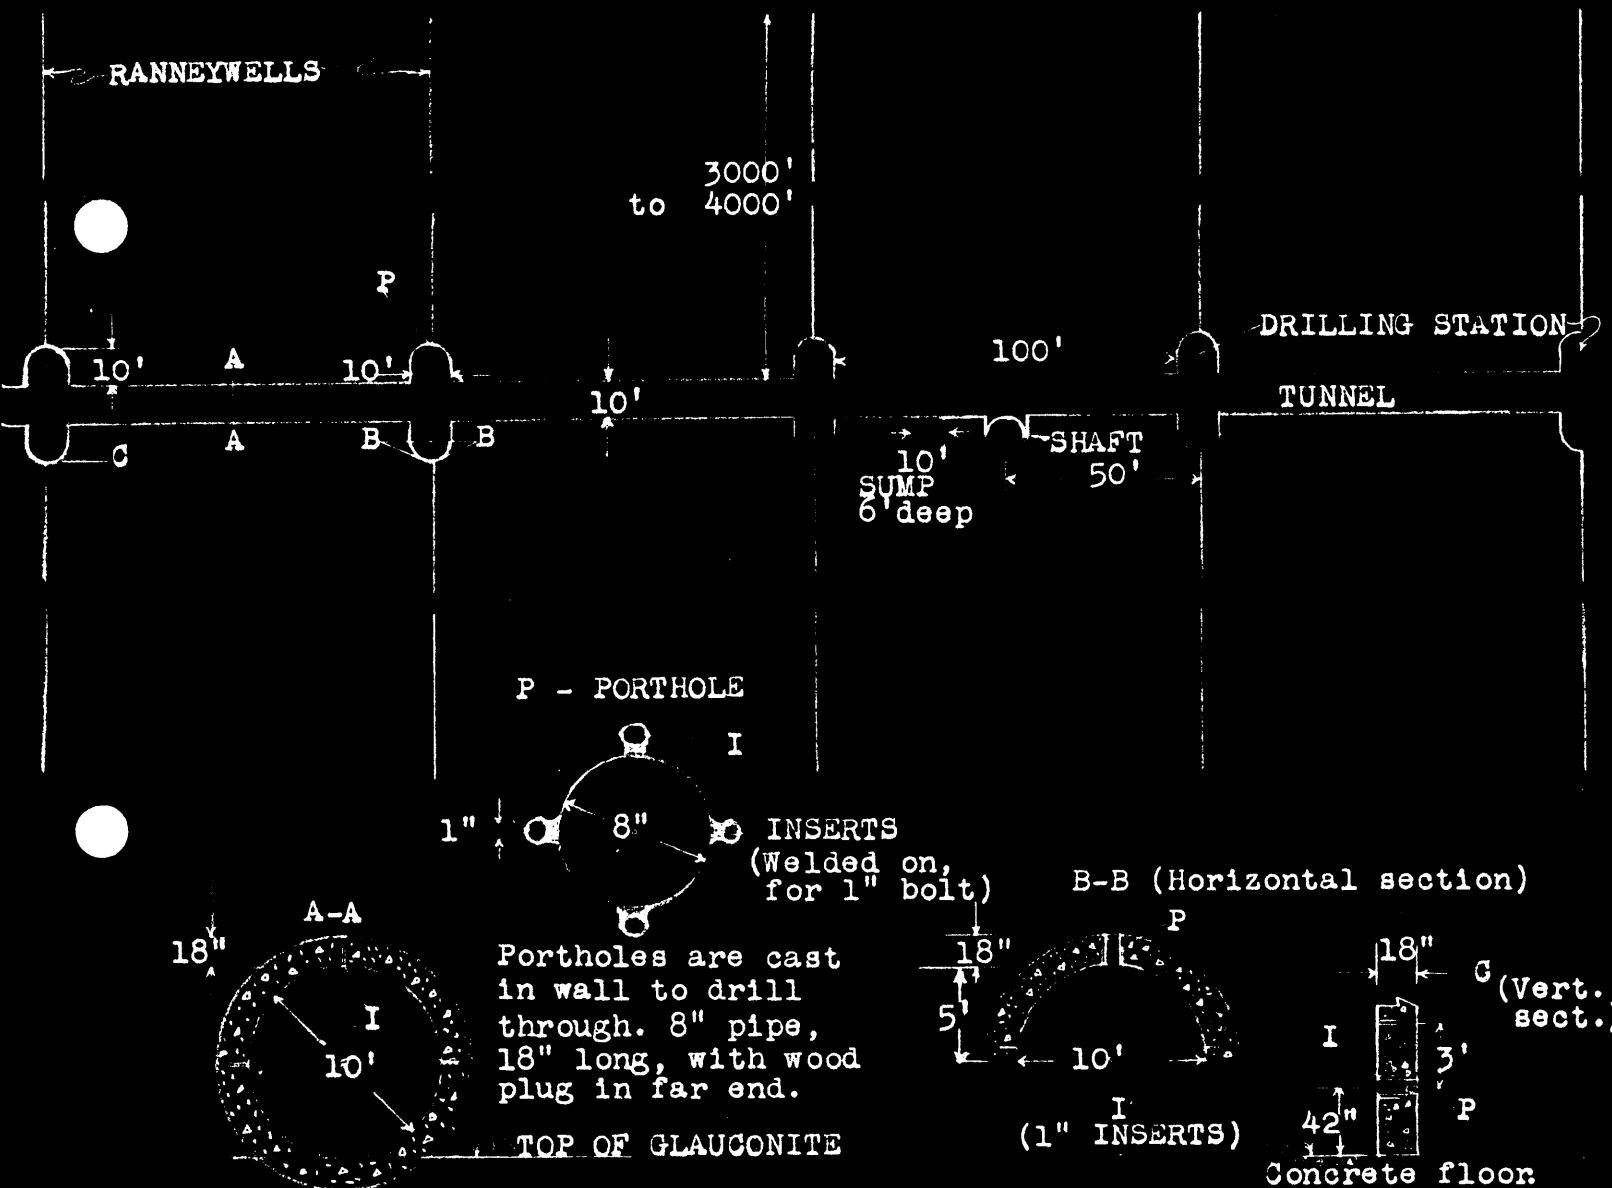 RANNEYWELLS
3000'
to 4000'
P
DRILLING STATION
10'
A
10'
100'
10'
TUNNEL
A
B
B
C
SHAFT
10'
50'
SUMP
6'deep
P - PORTHOLE
I
1"
8"
INSERTS
(Welded on,
for 1" bolt)
B-B (Horizontal section)
A-A
P
18"
Portholes are cast
in wall to drill
through. 8" pipe,
18" long, with wood
plug in far end.
I
10'
TOP OF GLAUCONITE
18"
5'
10'
I
(1" INSERTS)
18"
C
(Vert.
sect.
I
3'
P
42"
Concrete floor.